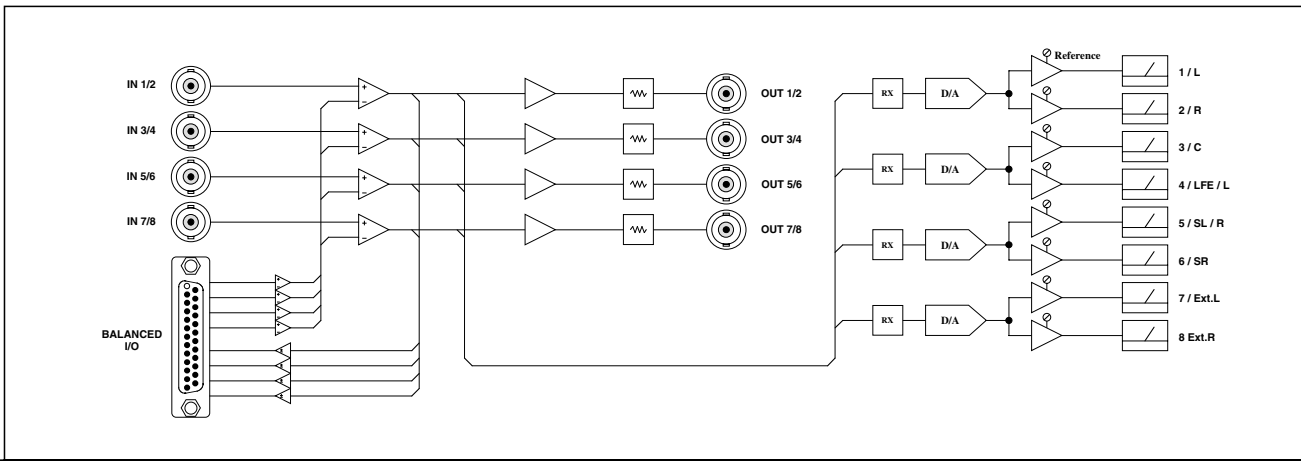 IN 1/2
IN 3/4
IN 5/6
IN 7/8
BALANCED
I/O
+
−
+
−
+
−
+
−
OUT 1/2
OUT 3/4
OUT 5/6
OUT 7/8
RX
D/A
RX
D/A
RX
D/A
RX
D/A
Reference
1 / L
2 / R
3 / C
4 / LFE / L
5 / SL / R
6 / SR
7 / Ext.L
8 Ext.R